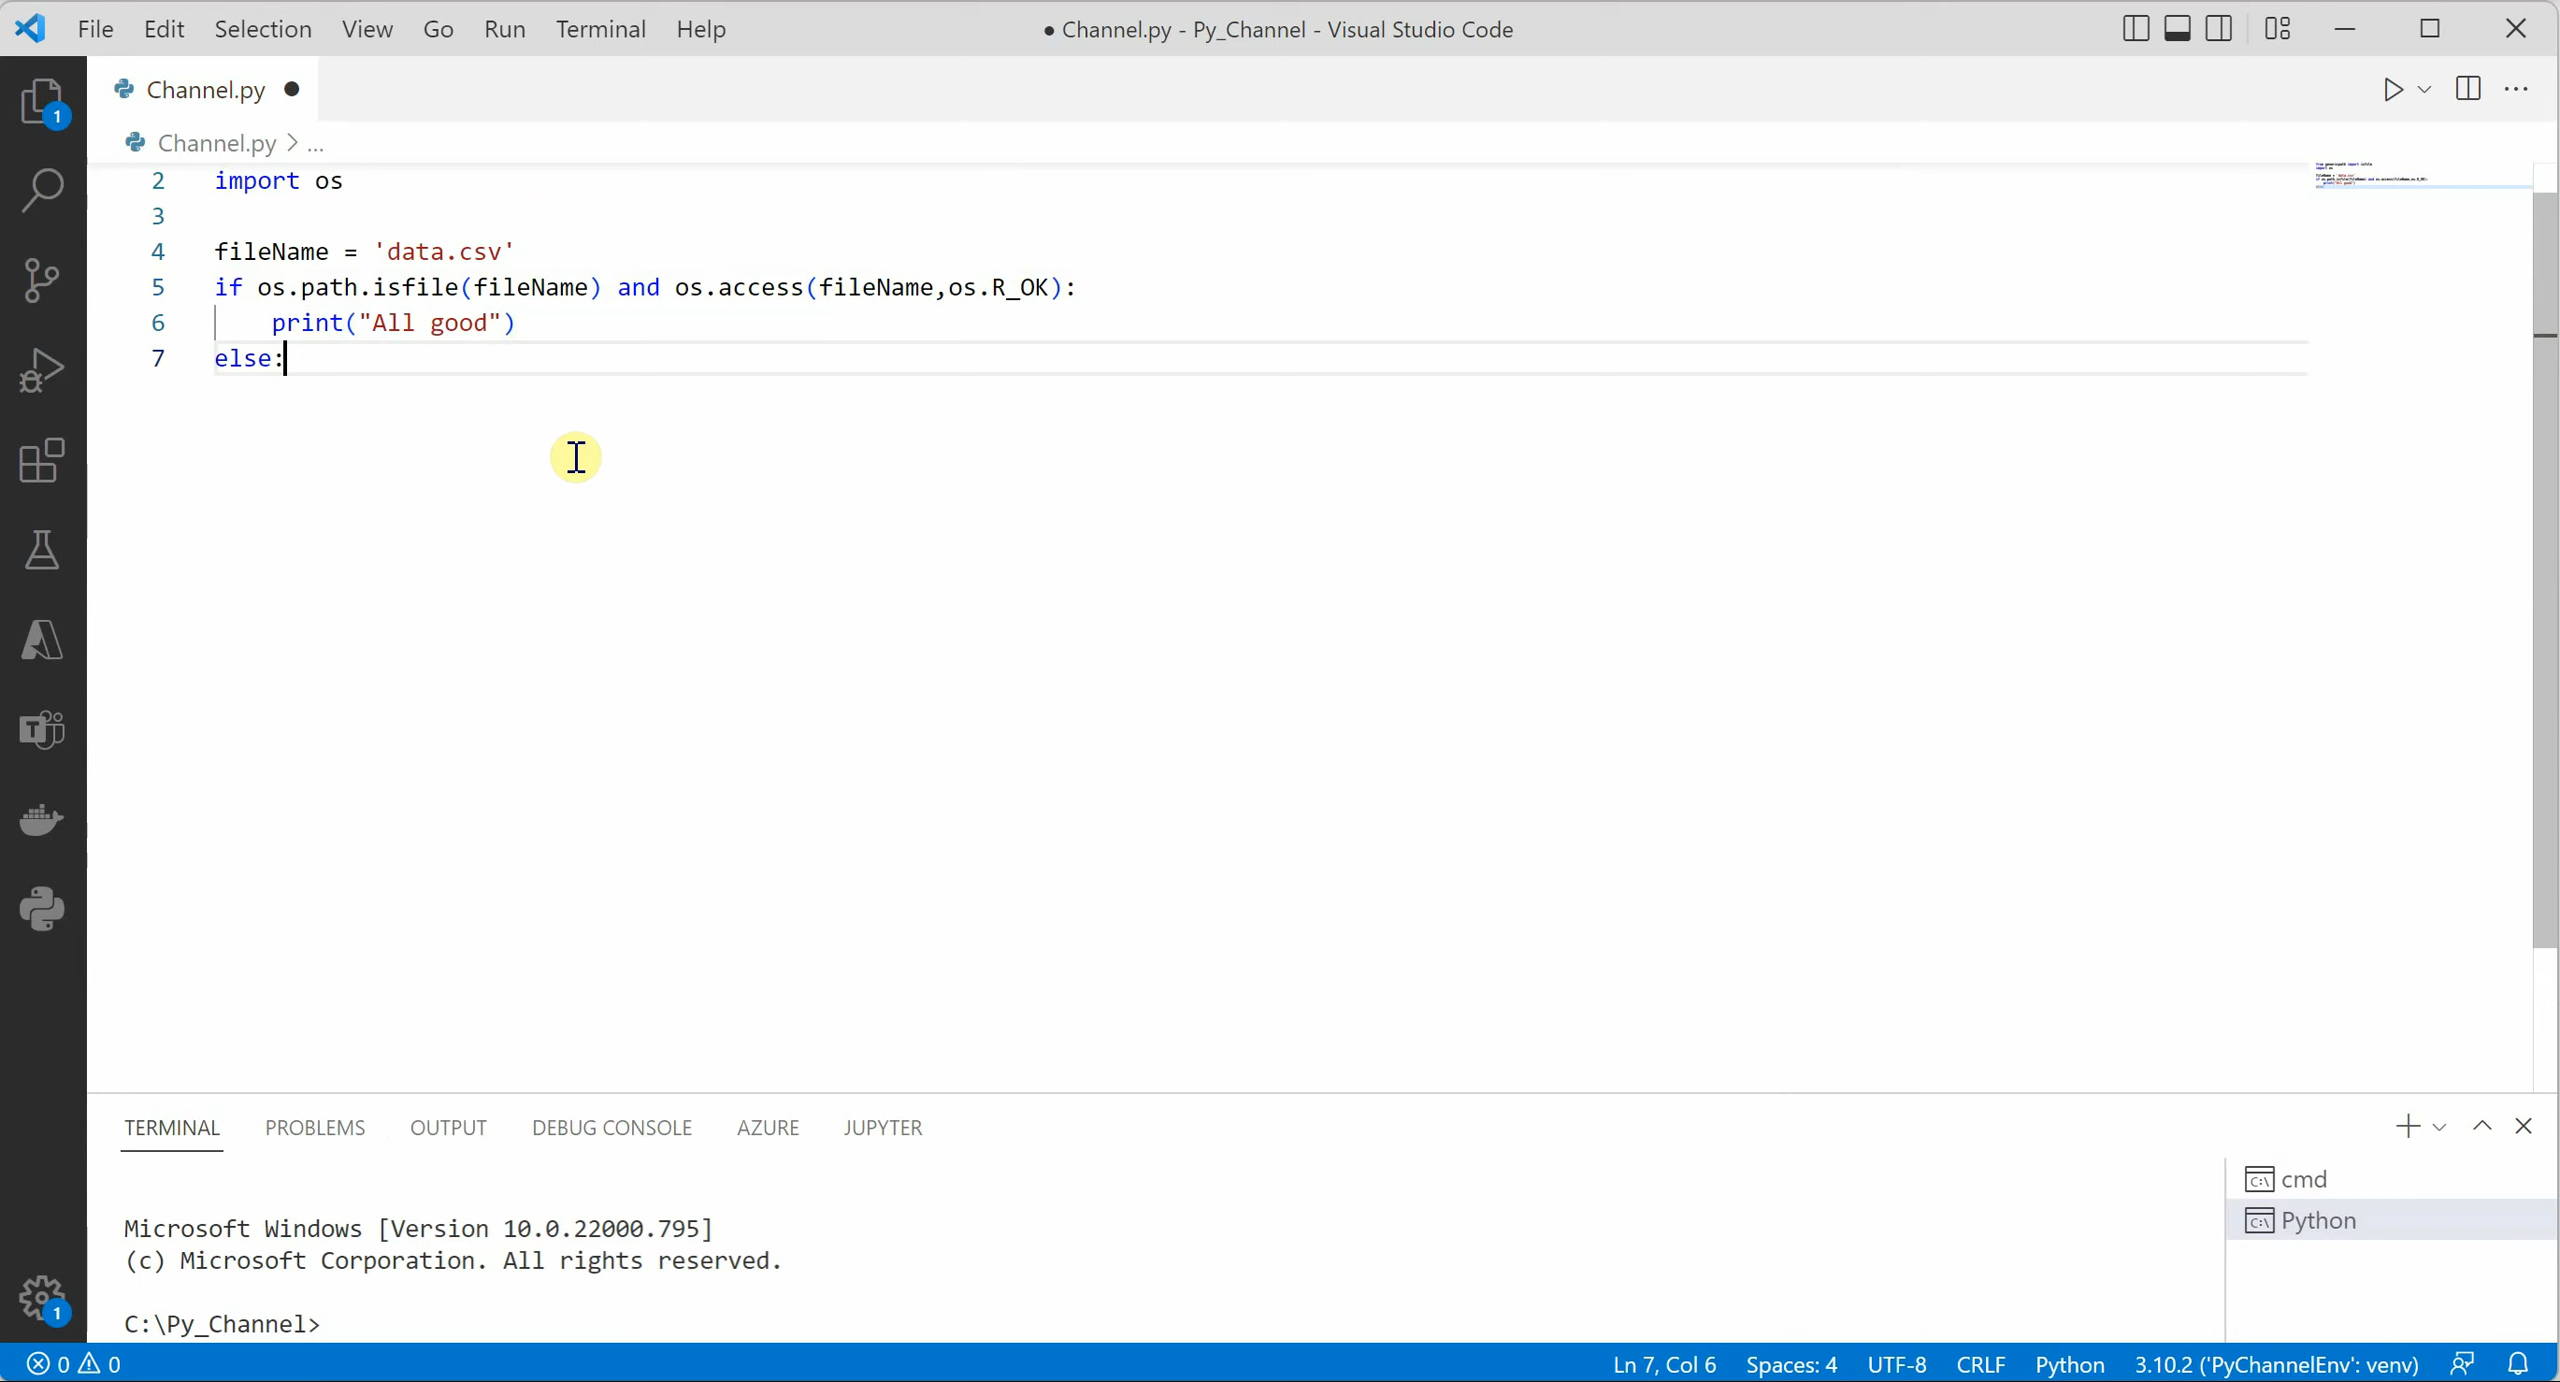 File Edit Selection View Go Run Terminal Help
● Channel.py - Py_Channel - Visual Studio Code
Channel.py ●
1
Channel.py > ...
2 import os
3
4 fileName = 'data.csv'
5 if os.path.isfile(fileName) and os.access(fileName,os.R_OK):
6 print("All good")
7 else:
TERMINAL PROBLEMS OUTPUT DEBUG CONSOLE AZURE JUPYTER
cmd
Python
Microsoft Windows [Version 10.0.22000.795]
(c) Microsoft Corporation. All rights reserved.
C:\Py_Channel>
1
0 0
Ln 7, Col 6 Spaces: 4 UTF-8 CRLF Python 3.10.2 ('PyChannelEnv': venv)